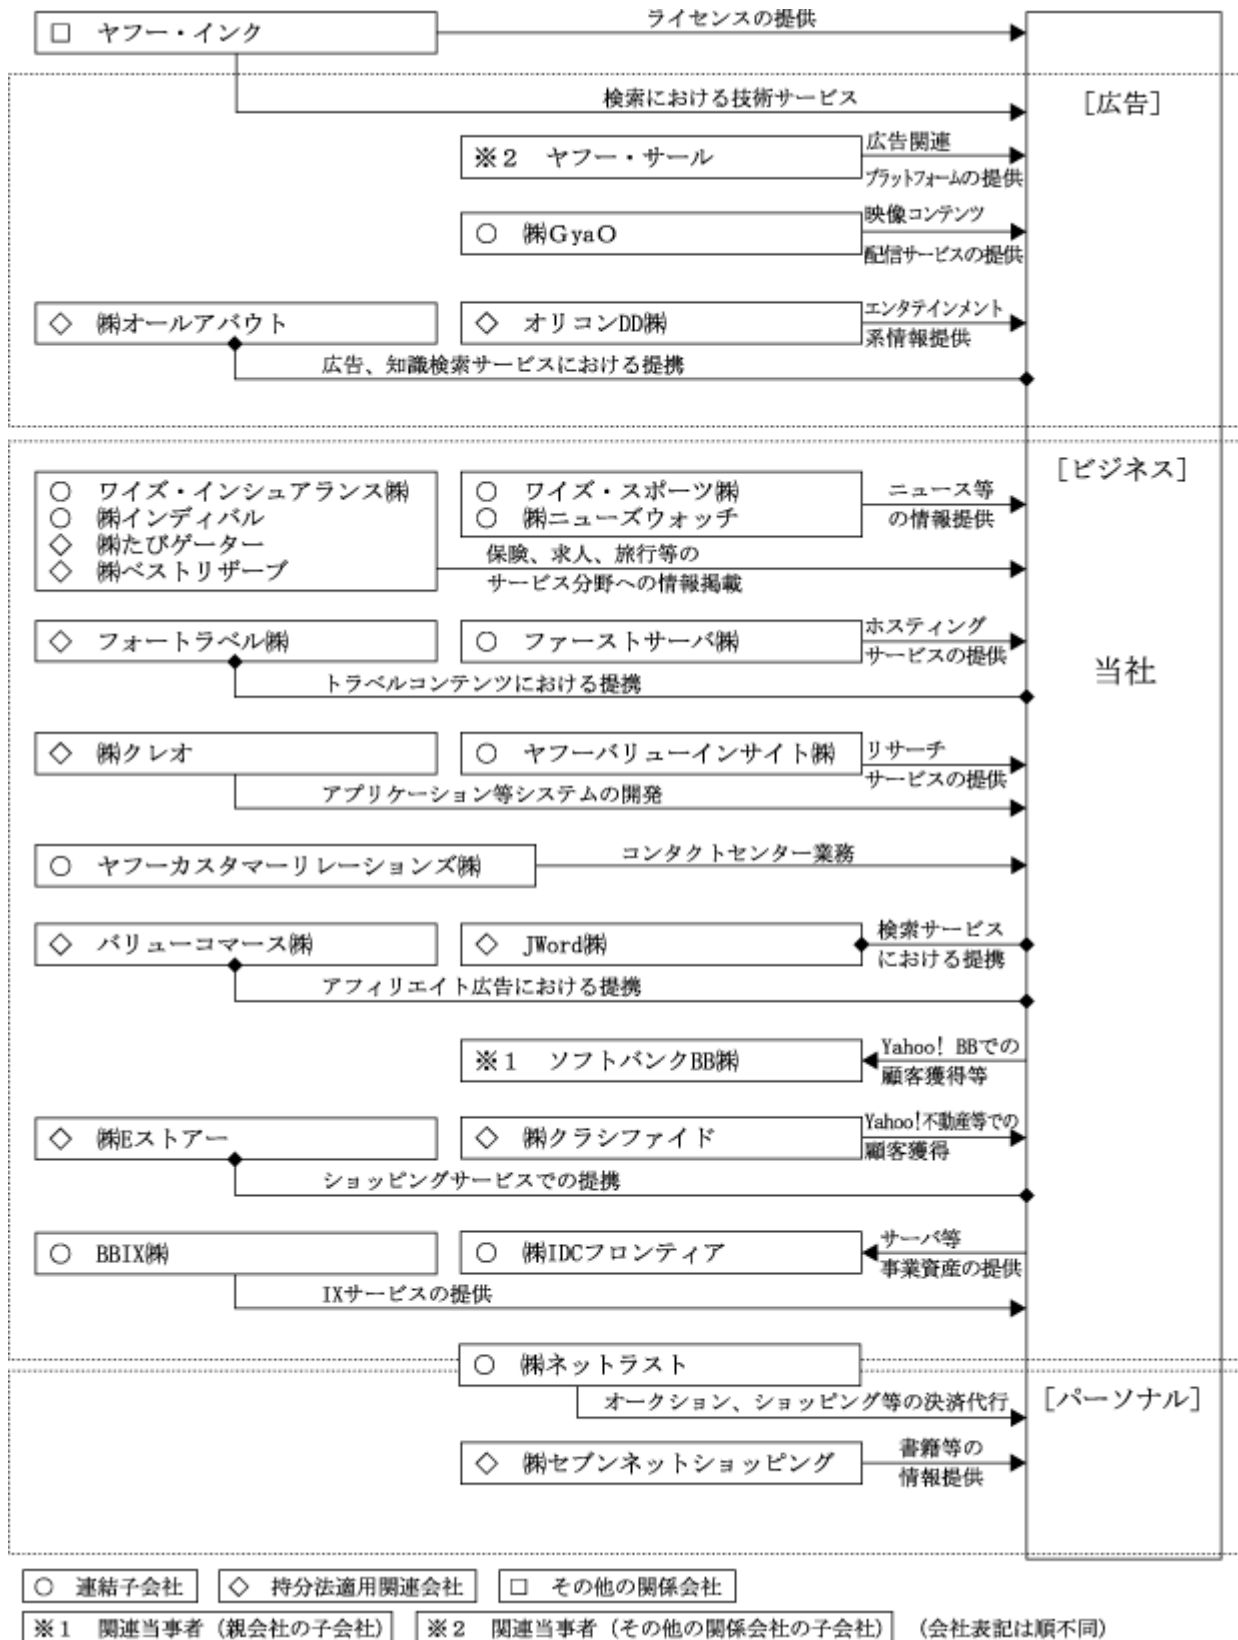 □ ヤフー・インク
ライセンスの提供
[広告]
検索における技術サービス
※2 ヤフー・サール
広告関連
プラットフォームの提供
○ ㈱GyaO
映像コンテンツ
配信サービスの提供
◇ ㈱オールアバウト
◇ オリコンDD㈱
エンタテインメント
系情報提供
広告、知識検索サービスにおける提携
[ビジネス]
○ ワイズ・インシュアランス㈱
○ ㈱インディバル
◇ ㈱たびゲーター
◇ ㈱ベストリザーブ
○ ワイズ・スポーツ㈱
○ ㈱ニューズウォッチ
ニュース等
の情報提供
保険、求人、旅行等の
サービス分野への情報掲載
◇ フォートラベル㈱
○ ファーストサーバ㈱
ホスティング
サービスの提供
当社
トラベルコンテンツにおける提携
◇ ㈱クレオ
○ ヤフーバリューインサイト㈱
リサーチ
サービスの提供
アプリケーション等システムの開発
○ ヤフーカスタマーリレーションズ㈱
コンタクトセンター業務
◇ バリューコマース㈱
◇ JWord㈱
検索サービス
における提携
アフィリエイト広告における提携
※1 ソフトバンクBB㈱
Yahoo! BBでの
顧客獲得等
◇ ㈱Eストアー
◇ ㈱クラシファイド
Yahoo!不動産等での
顧客獲得
ショッピングサービスでの提携
○ BBIX㈱
○ ㈱IDCフロンティア
サーバ等
事業資産の提供
IXサービスの提供
○ ㈱ネットラスト
[パーソナル]
オークション、ショッピング等の決済代行
◇ ㈱セブンネットショッピング
書籍等の
情報提供
○ 連結子会社 ◇ 持分法適用関連会社 □ その他の関係会社
※1 関連当事者（親会社の子会社） ※2 関連当事者（その他の関係会社の子会社） （会社表記は順不同）